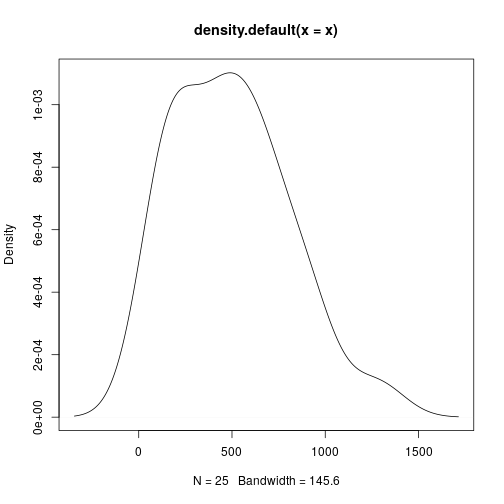 density.default(x = x)
Density
1e-03
8e-04
6e-04
4e-04
2e-04
0e+00
0 500 1000 1500
N = 25 Bandwidth = 145.6